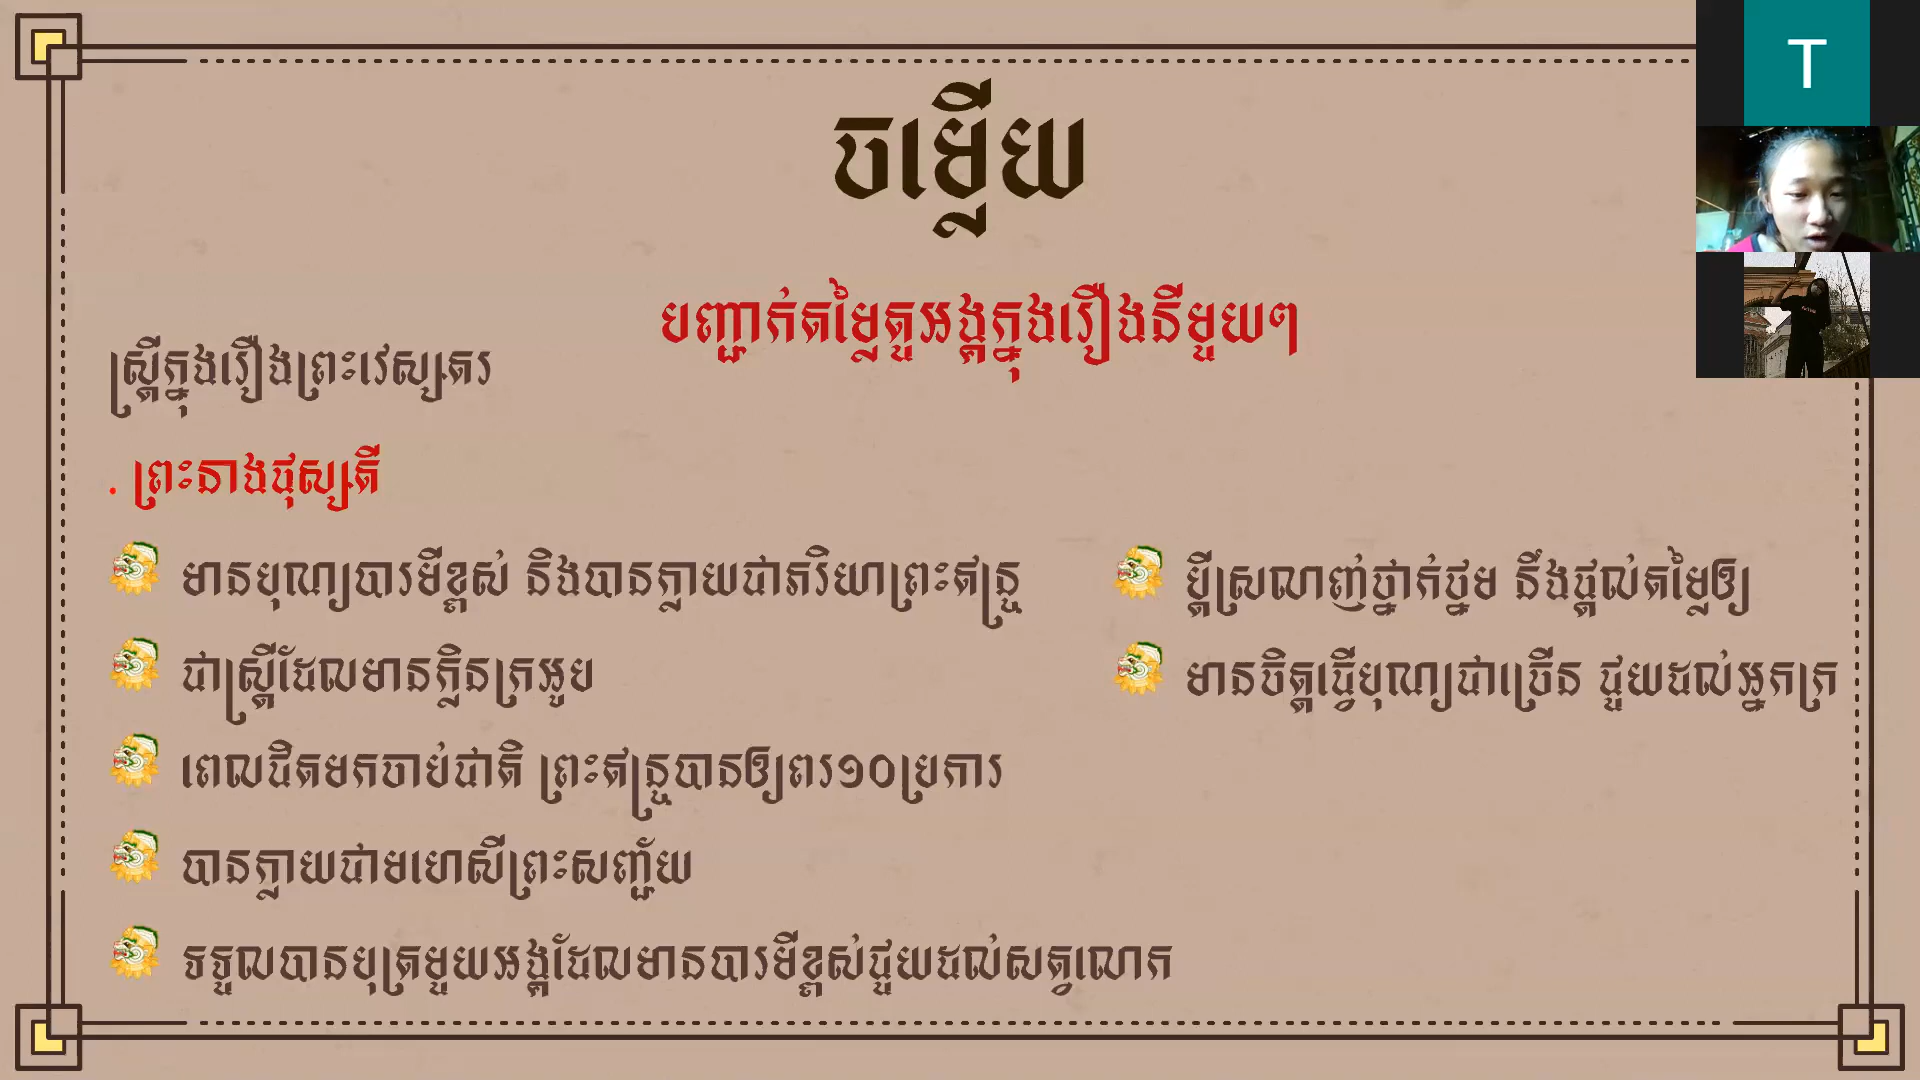 T
ចម្លើយ
បញ្ជាក់តម្លៃតួអង្គក្នុងរឿងនីមួយៗ
ស្ត្រីក្នុងរឿងព្រះវេស្សតរ
. ព្រះនាងផុស្សតី
មានបុណ្យបារមីខ្ពស់ និងបានក្លាយជាភរិយាព្រះឥន្ទ្រ
ជាស្ត្រីដែលមានក្លិនក្រអូប
ពេលជិតមកចាប់ជាតិ ព្រះឥន្ទ្របានឲ្យពរ១០ប្រការ
បានក្លាយជាមហេសីព្រះសញ្ជ័យ
ទទួលបានបុត្រមួយអង្គដែលមានបារមីខ្ពស់ជួយដល់សត្វលោក
ប្តីស្រលាញ់ថ្នាក់ថ្នម នឹងផ្តល់តម្លៃឲ្យ
មានចិត្តធ្វើបុណ្យជាច្រើន ជួយដល់អ្នកក្រ